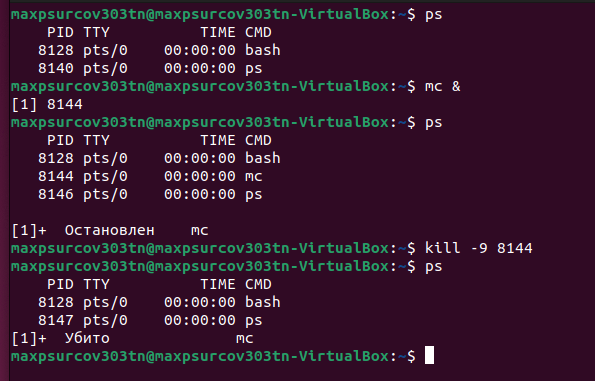 maxpsurcov303tn@maxpsurcov303tn-VirtualBox:~$ ps
    PID TTY          TIME CMD
   8128 pts/0    00:00:00 bash
   8140 pts/0    00:00:00 ps
maxpsurcov303tn@maxpsurcov303tn-VirtualBox:~$ mc &
[1] 8144
maxpsurcov303tn@maxpsurcov303tn-VirtualBox:~$ ps
    PID TTY          TIME CMD
   8128 pts/0    00:00:00 bash
   8144 pts/0    00:00:00 mc
   8146 pts/0    00:00:00 ps
[1]+  Остановлен    mc
maxpsurcov303tn@maxpsurcov303tn-VirtualBox:~$ kill -9 8144
maxpsurcov303tn@maxpsurcov303tn-VirtualBox:~$ ps
    PID TTY          TIME CMD
   8128 pts/0    00:00:00 bash
   8147 pts/0    00:00:00 ps
[1]+  Убито              mc
maxpsurcov303tn@maxpsurcov303tn-VirtualBox:~$